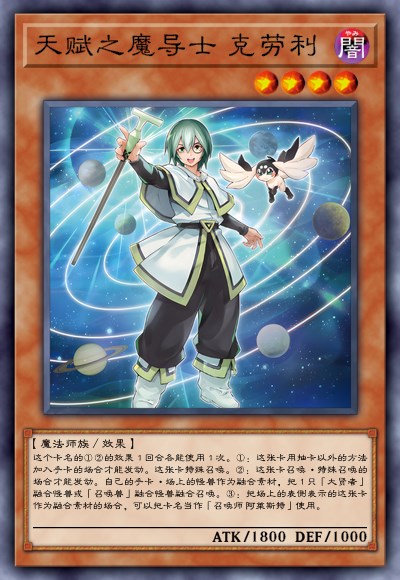 天赋之魔导士 克劳利
やみ
闇
【魔法师族/效果】
这个卡名的①②的效果1回合各能使用1次。①:这张卡用抽卡以外的方法
加入手卡的场合才能发动。这张卡特殊召唤。②:这张卡召唤·特殊召唤的
场合才能发动。自己的手卡·场上的怪兽作为融合素材,把1只「大贤者」
融合怪兽或「召唤兽」融合怪兽融合召唤。③:把场上的表侧表示的这张卡
作为融合素材的场合,可以把卡名当作「召唤师 阿莱斯特」使用。
ATK/1800 DEF/1000